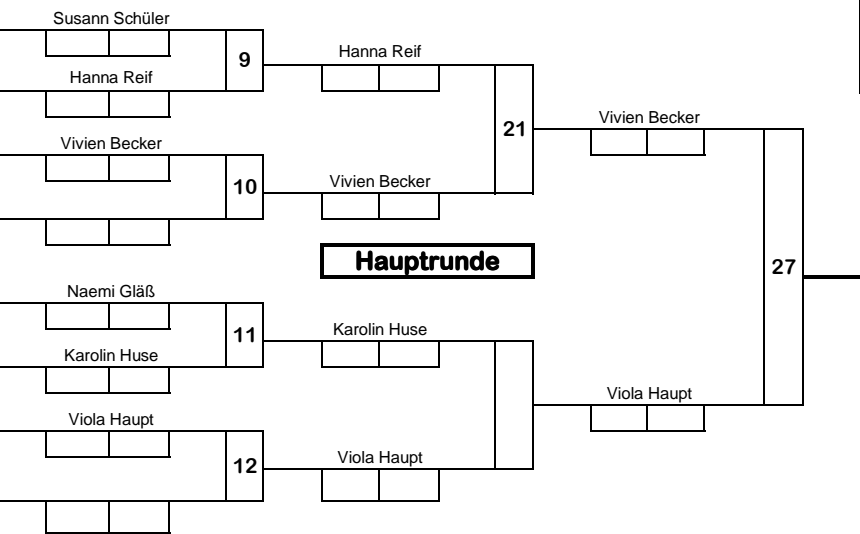 Susann Schüler
9
Hanna Reif
Hanna Reif
Vivien Becker
21
Vivien Becker
10
Vivien Becker
Hauptrunde
27
Naemi Gläß
11
Karolin Huse
Karolin Huse
Viola Haupt
Viola Haupt
12
Viola Haupt